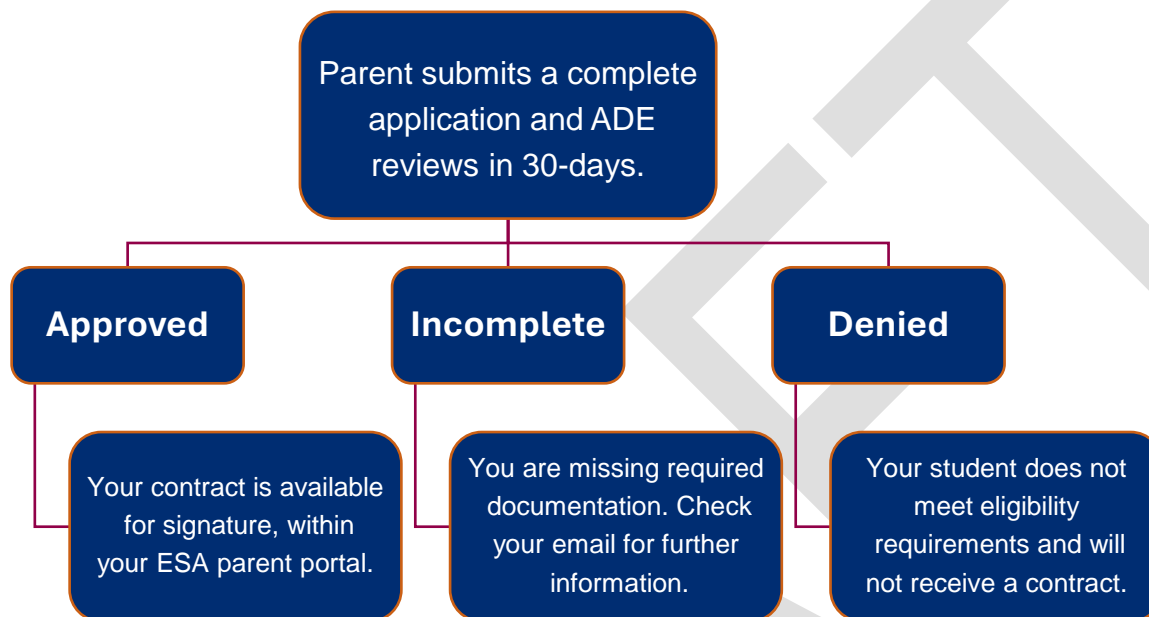 Parent submits a complete
application and ADE
reviews in 30-days.
Approved
Incomplete
Denied
Your contract is available
for signature, within
your ESA parent portal.
You are missing required
documentation. Check
your email for further
information.
Your student does not
meet eligibility
requirements and will
not receive a contract.